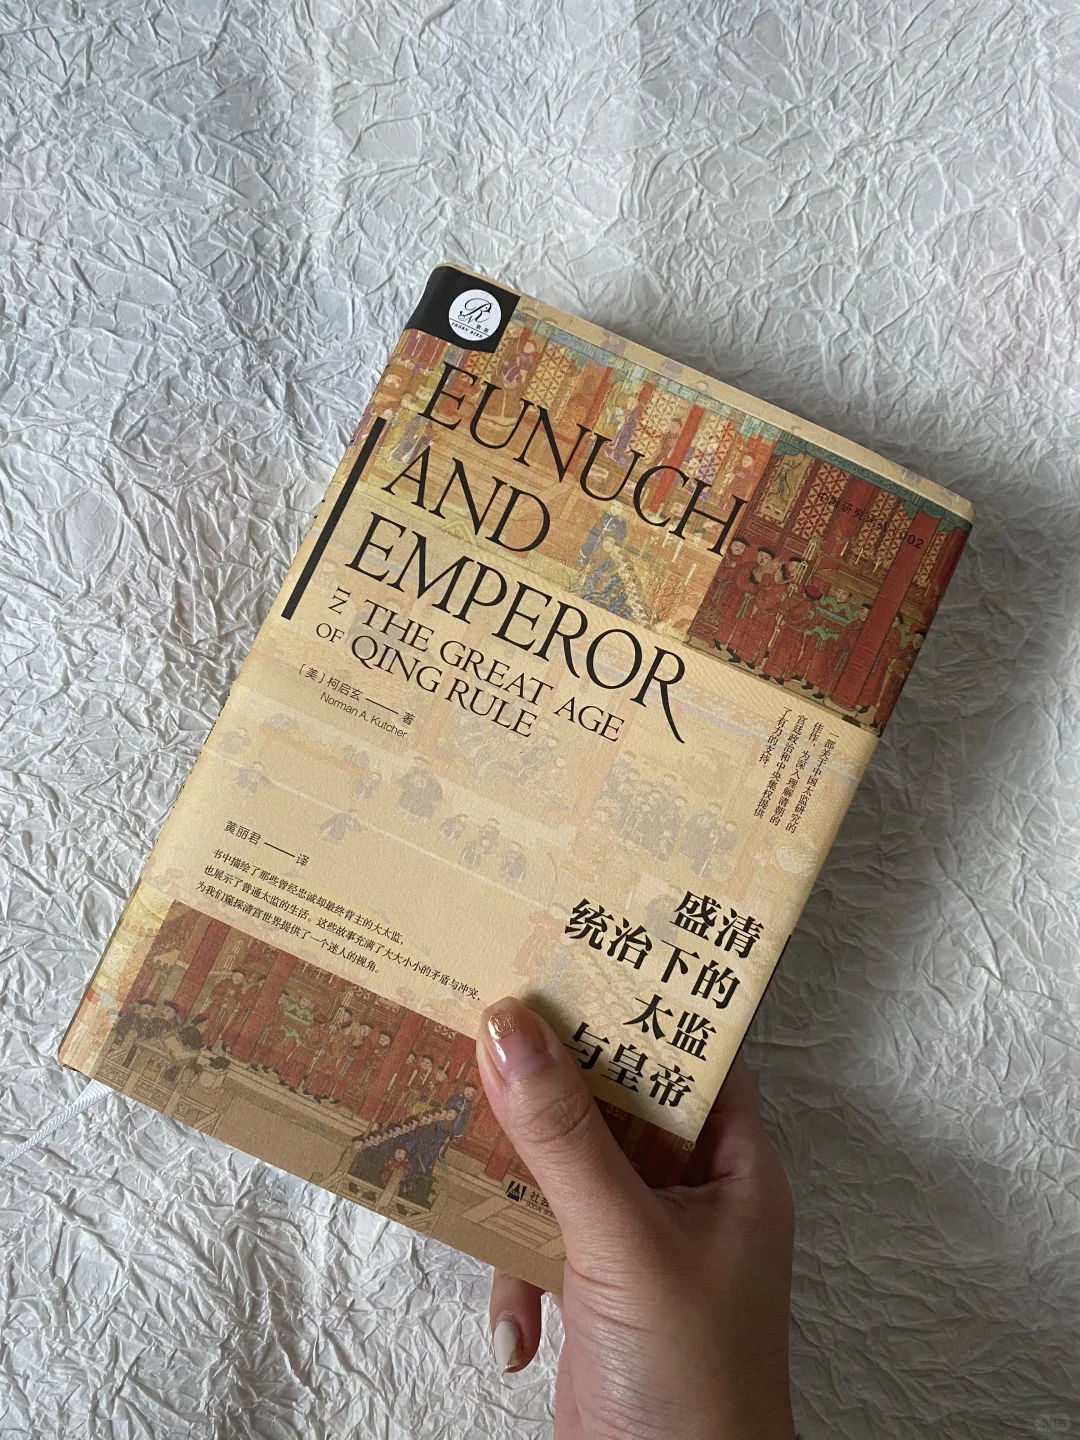 EUNUCH
AND
EMPEROR
IN THE GREAT AGE
OF QING RULE
[美]柯启玄——著
Norman A. Kutcher
002
一部关于中国太监研究的
佳作，为深入理解清朝的
宫廷政治和中央集权提供
了有力的支持。
黄丽君——译
书中描绘了那些曾经忠诚却最终背主的大太监，
也展示了普通太监的生活。这些故事充满了大大小小的矛盾与冲突，
为我们窥探清宫世界提供了一个迷人的视角。
盛清
统治下的
太监
与皇帝
社会